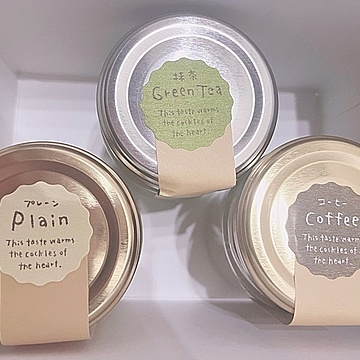 抹茶
Green Tea
This taste warms
the cockles of
the heart.
プレーン
Plain
This taste warms
the cockles of
the heart.
コーヒー
Coffee
This taste warms
the cockles of
the heart.